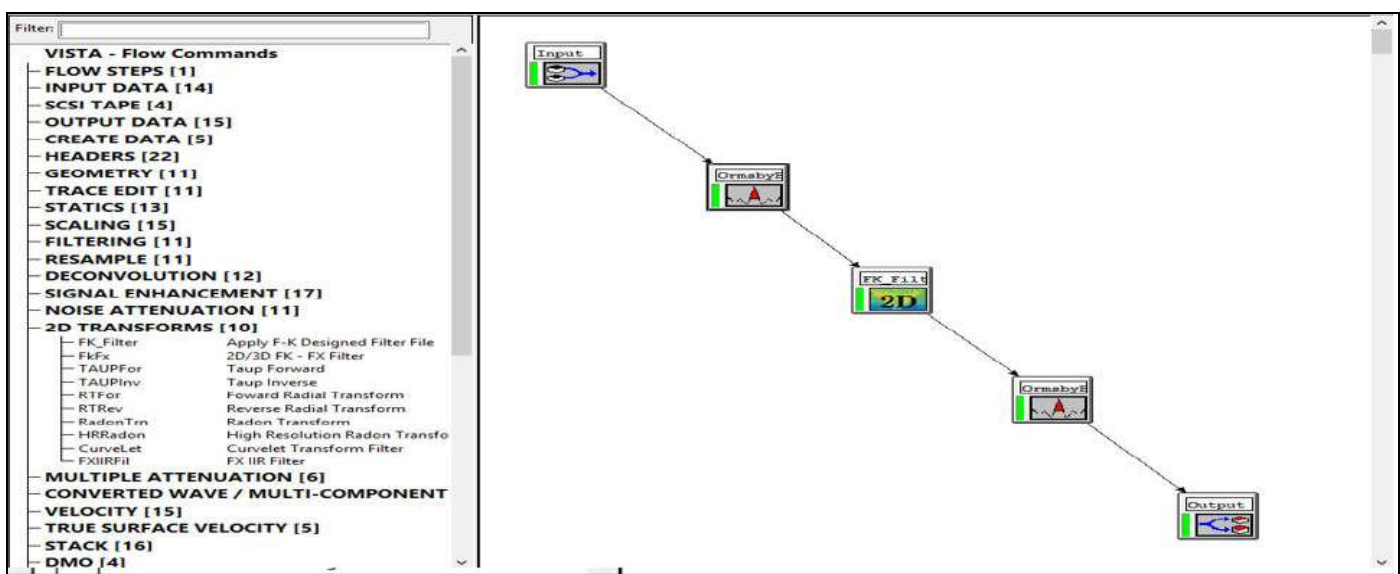 Filter:
VISTA - Flow Commands
FLOW STEPS [1]
INPUT DATA [14]
SCSI TAPE [4]
OUTPUT DATA [15]
CREATE DATA [5]
HEADERS [22]
GEOMETRY [11]
TRACE EDIT [11]
STATICS [13]
SCALING [15]
FILTERING [11]
RESAMPLE [11]
DECONVOLUTION [12]
SIGNAL ENHANCEMENT [17]
NOISE ATTENUATION [11]
2D TRANSFORMS [10]
FK_Filter Apply F-K Designed Filter File
FkFx 2D/3D FK - FX Filter
TAUPFor Taup Forward
TAUPInv Taup Inverse
RTFor Foward Radial Transform
RTRev Reverse Radial Transform
RadonTrn Radon Transform
HRRadon High Resolution Radon Transfo
CurveLet Curvelet Transform Filter
FXIIRFil FX IIR Filter
MULTIPLE ATTENUATION [6]
CONVERTED WAVE / MULTI-COMPONENT
VELOCITY [15]
TRUE SURFACE VELOCITY [5]
STACK [16]
DMO [4]
Input
OrmsbyB
FK_Filt
2D
OrmsbyB
Output